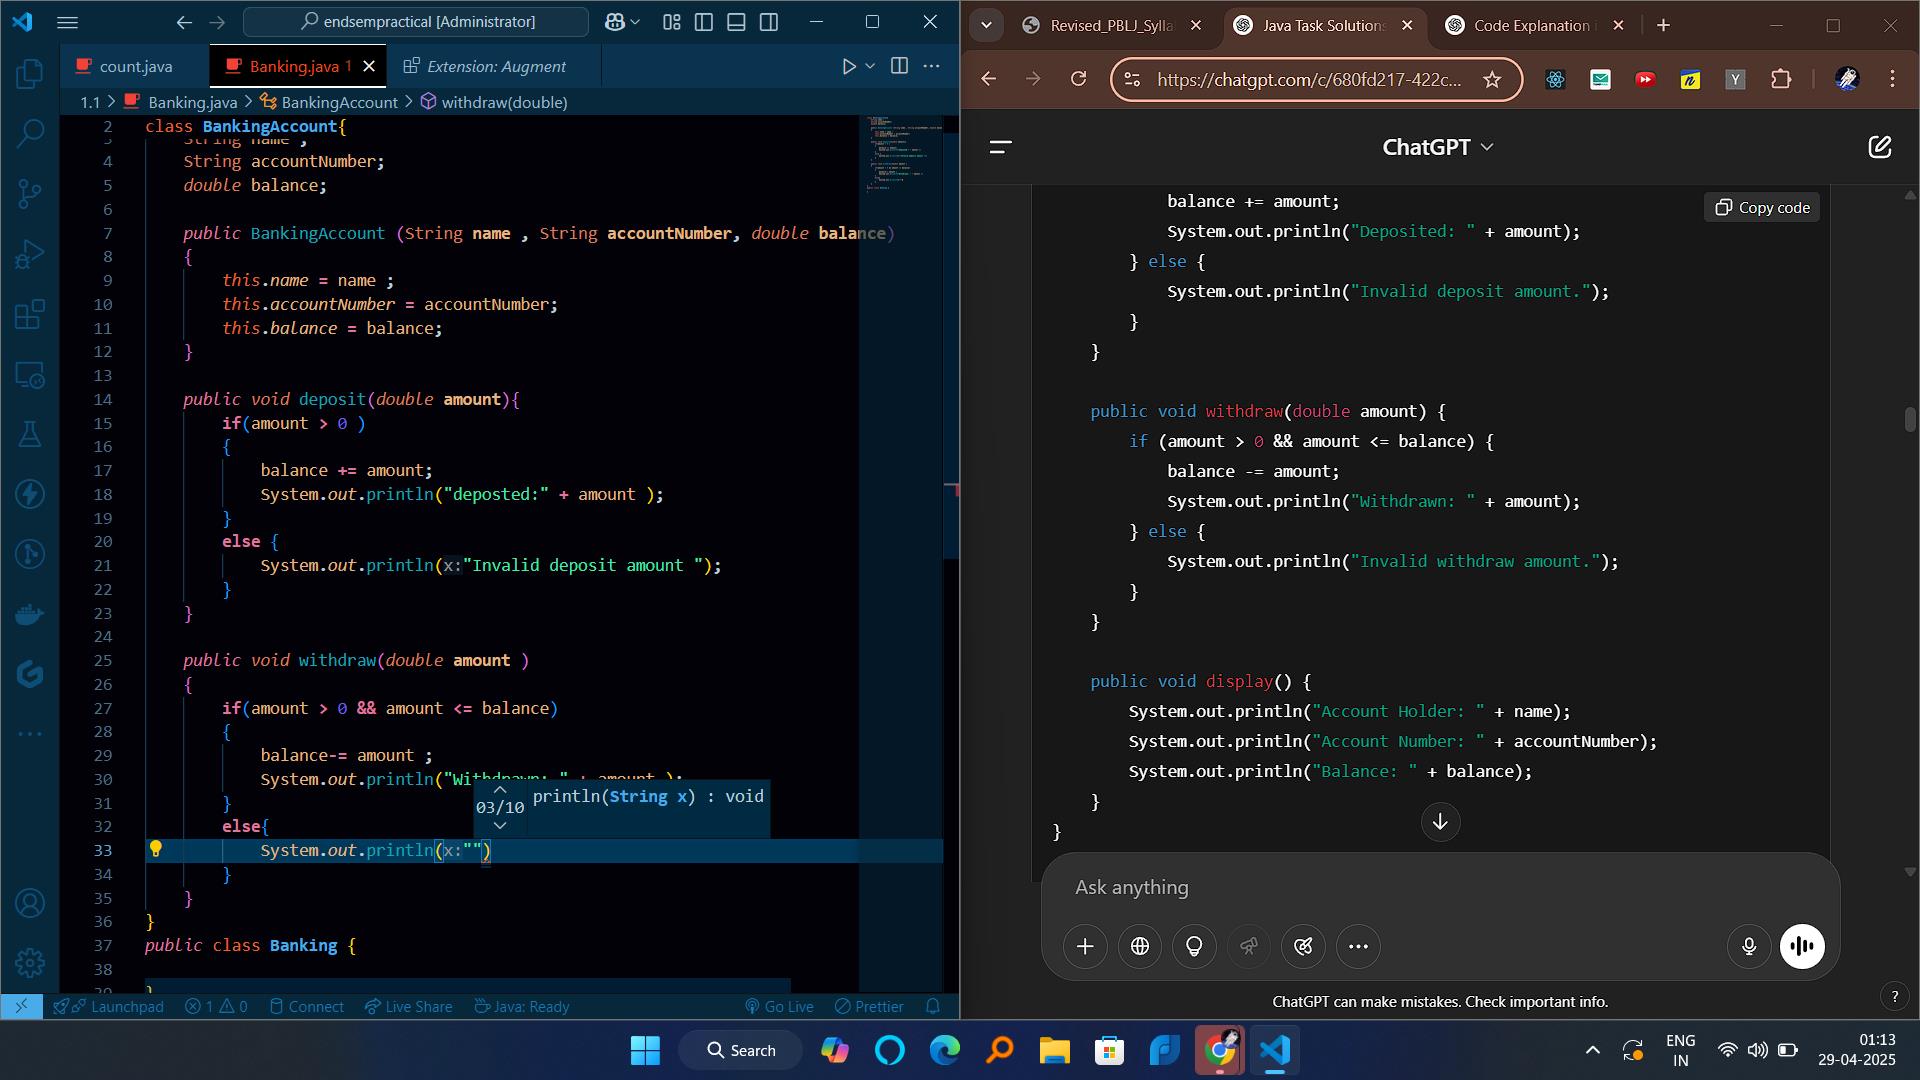 endsempractical [Administrator]
count.java
Banking.java 1
Extension: Augment
1.1 > Banking.java > BankingAccount > withdraw(double)
2 class BankingAccount{
3 String name ;
4 String accountNumber;
5 double balance;
6
7 public BankingAccount (String name , String accountNumber, double balance)
8 {
9 this.name = name ;
10 this.accountNumber = accountNumber;
11 this.balance = balance;
12 }
13
14 public void deposit(double amount){
15 if(amount > 0 )
16 {
17 balance += amount;
18 System.out.println("deposted:" + amount );
19 }
20 else {
21 System.out.println(x:"Invalid deposit amount ");
22 }
23 }
24
25 public void withdraw(double amount )
26 {
27 if(amount > 0 && amount <= balance)
28 {
29 balance-= amount ;
30 System.out.println("Withdrawn: " + amount );
03/10 println(String x) : void
31 }
32 else{
33 System.out.println(x:"")
34 }
35 }
36 }
37 public class Banking {
38
39 }
Launchpad
1 0
Connect
Live Share
Java: Ready
Go Live
Prettier
Revised_PBLJ_Sylla
Java Task Solutions
Code Explanation
https://chatgpt.com/c/680fd217-422c...
n
Y
ChatGPT
Copy code
balance += amount;
System.out.println("Deposited: " + amount);
} else {
System.out.println("Invalid deposit amount.");
}
}
public void withdraw(double amount) {
if (amount > 0 && amount <= balance) {
balance -= amount;
System.out.println("Withdrawn: " + amount);
} else {
System.out.println("Invalid withdraw amount.");
}
}
public void display() {
System.out.println("Account Holder: " + name);
System.out.println("Account Number: " + accountNumber);
System.out.println("Balance: " + balance);
}
}
Ask anything
ChatGPT can make mistakes. Check important info.
?
Search
ENG
IN
01:13
29-04-2025